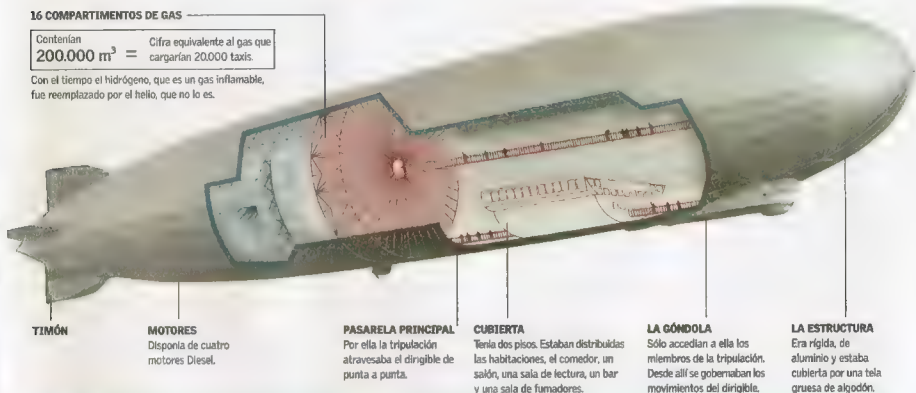 16 COMPARTIMENTOS DE GAS
Contenían
200.000 m³ =
Cifra equivalente al gas que
cargarían 20.000 taxis.
Con el tiempo el hidrógeno, que es un gas inflamable,
fue reemplazado por el helio, que no lo es.
TIMÓN
MOTORES
Disponía de cuatro
motores Diesel.
PASARELA PRINCIPAL
Por ella la tripulación
atravesaba el dirigible de
punta a punta.
CUBIERTA
Tenía dos pisos. Estaban distribuidas
las habitaciones, el comedor, un
salón, una sala de lectura, un bar
y una sala de fumadores.
LA GÓNDOLA
Sólo accedían a ella los
miembros de la tripulación.
Desde allí se gobernaban los
movimientos del dirigible.
LA ESTRUCTURA
Era rígida, de
aluminio y estaba
cubierta por una tela
gruesa de algodón.